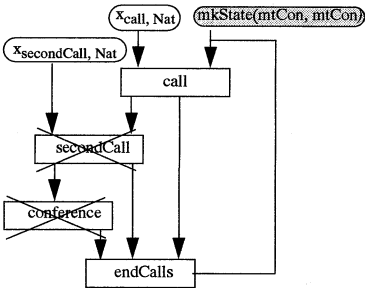 xcall, Nat
mkState(mtCon, mtCon)
xsecondCall, Nat
call
secondCall
conference
endCalls